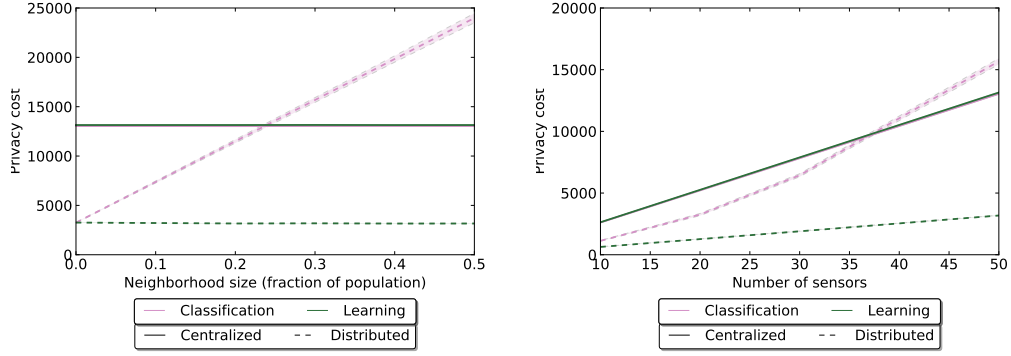 25000
20000
15000
10000
5000
0
Privacy cost
0.0 0.1 0.2 0.3 0.4 0.5
Neighborhood size (fraction of population)
Classification Learning
Centralized Distributed
20000
15000
10000
5000
0
Privacy cost
10 15 20 25 30 35 40 45 50
Number of sensors
Classification Learning
Centralized Distributed